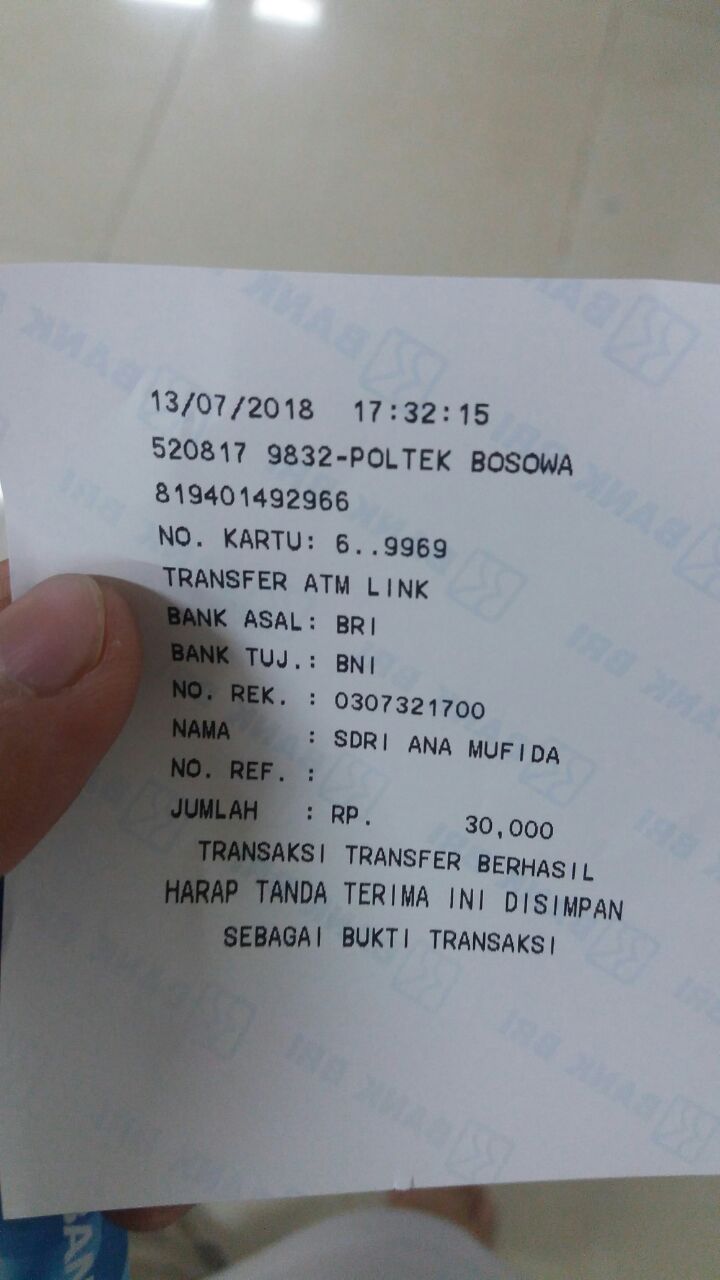 13/07/2018 17:32:15
520817 9832-POLTEK BOSOWA
819401492966
NO. KARTU: 6..9969
TRANSFER ATM LINK
BANK ASAL: BRI
BANK TUJ.: BNI
NO. REK. : 0307321700
NAMA : SDRI ANA MUFIDA
NO. REF. :
JUMLAH : RP. 30,000
TRANSAKSI TRANSFER BERHASIL
HARAP TANDA TERIMA INI DISIMPAN
SEBAGAI BUKTI TRANSAKSI
BANK BRI